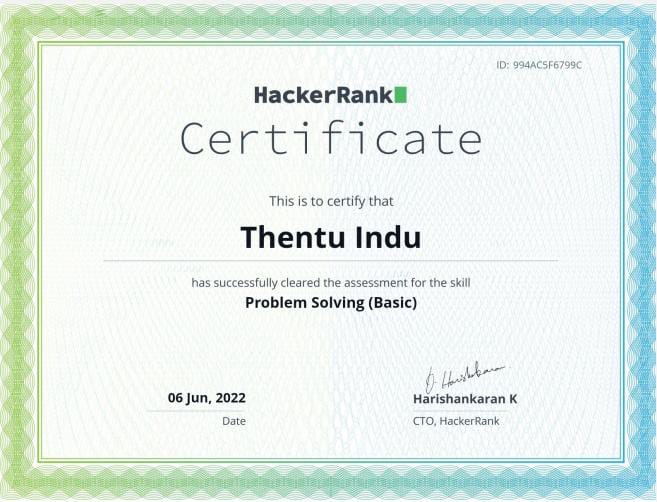 ID: 994AC5F6799C
HackerRank
Certificate
This is to certify that
Thentu Indu
has successfully cleared the assessment for the skill
Problem Solving (Basic)
06 Jun, 2022
Date
Harishankaran K
CTO, HackerRank